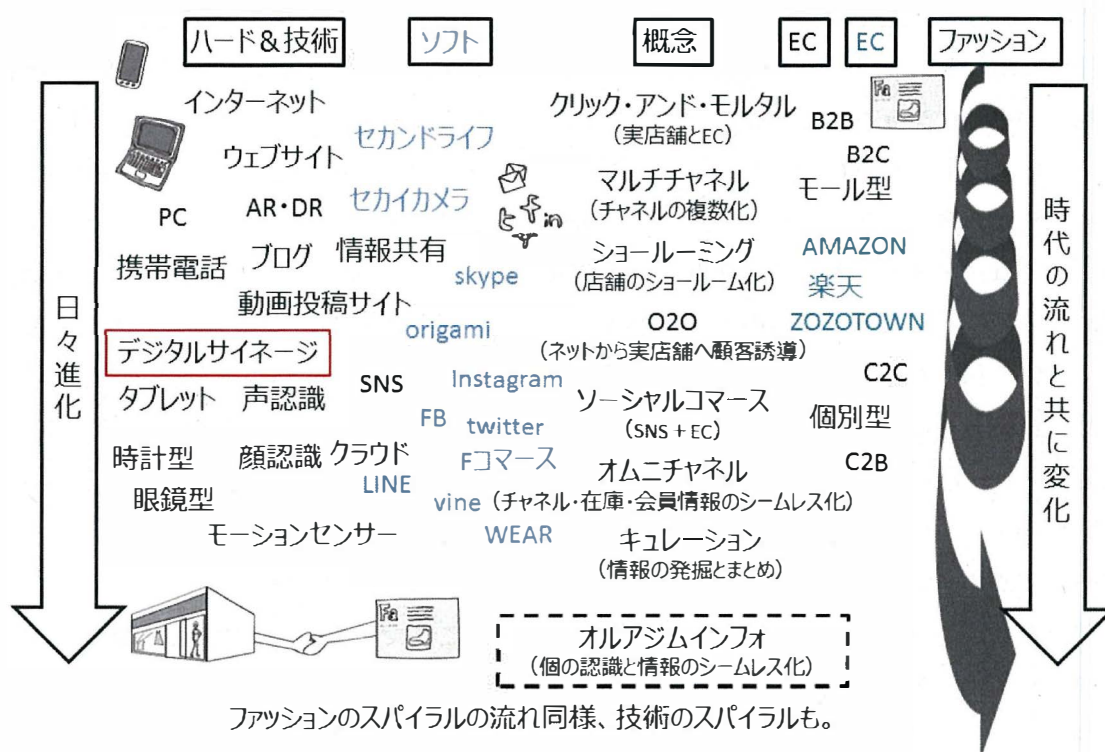 ハード＆技術 ソフト 概念 EC EC ファッション
インターネット
ウェブサイト
PC
AR・DR
携帯電話
ブログ
情報共有
動画投稿サイト
デジタルサイネージ
タブレット
声認識
SNS
時計型
顔認識
クラウド
眼鏡型
モーションセンサー
セカンドライフ
セカイカメラ
skype
origami
Instagram
FB
twitter
Fコマース
LINE
vine
WEAR
クリック・アンド・モルタル
（実店舗とEC）
マルチチャネル
（チャネルの複数化）
ショールーミング
（店舗のショールーム化）
O2O
（ネットから実店舗へ顧客誘導）
ソーシャルコマース
（SNS＋EC）
オムニチャネル
（チャネル・在庫・会員情報のシームレス化）
キュレーション
（情報の発掘とまとめ）
B2B
B2C
モール型
AMAZON
楽天
ZOZOTOWN
C2C
個別型
C2B
Fa
in
日々進化
時代の流れと共に変化
Fa
オルアジムインフォ
（個の認識と情報のシームレス化）
ファッションのスパイラルの流れ同様、技術のスパイラルも。